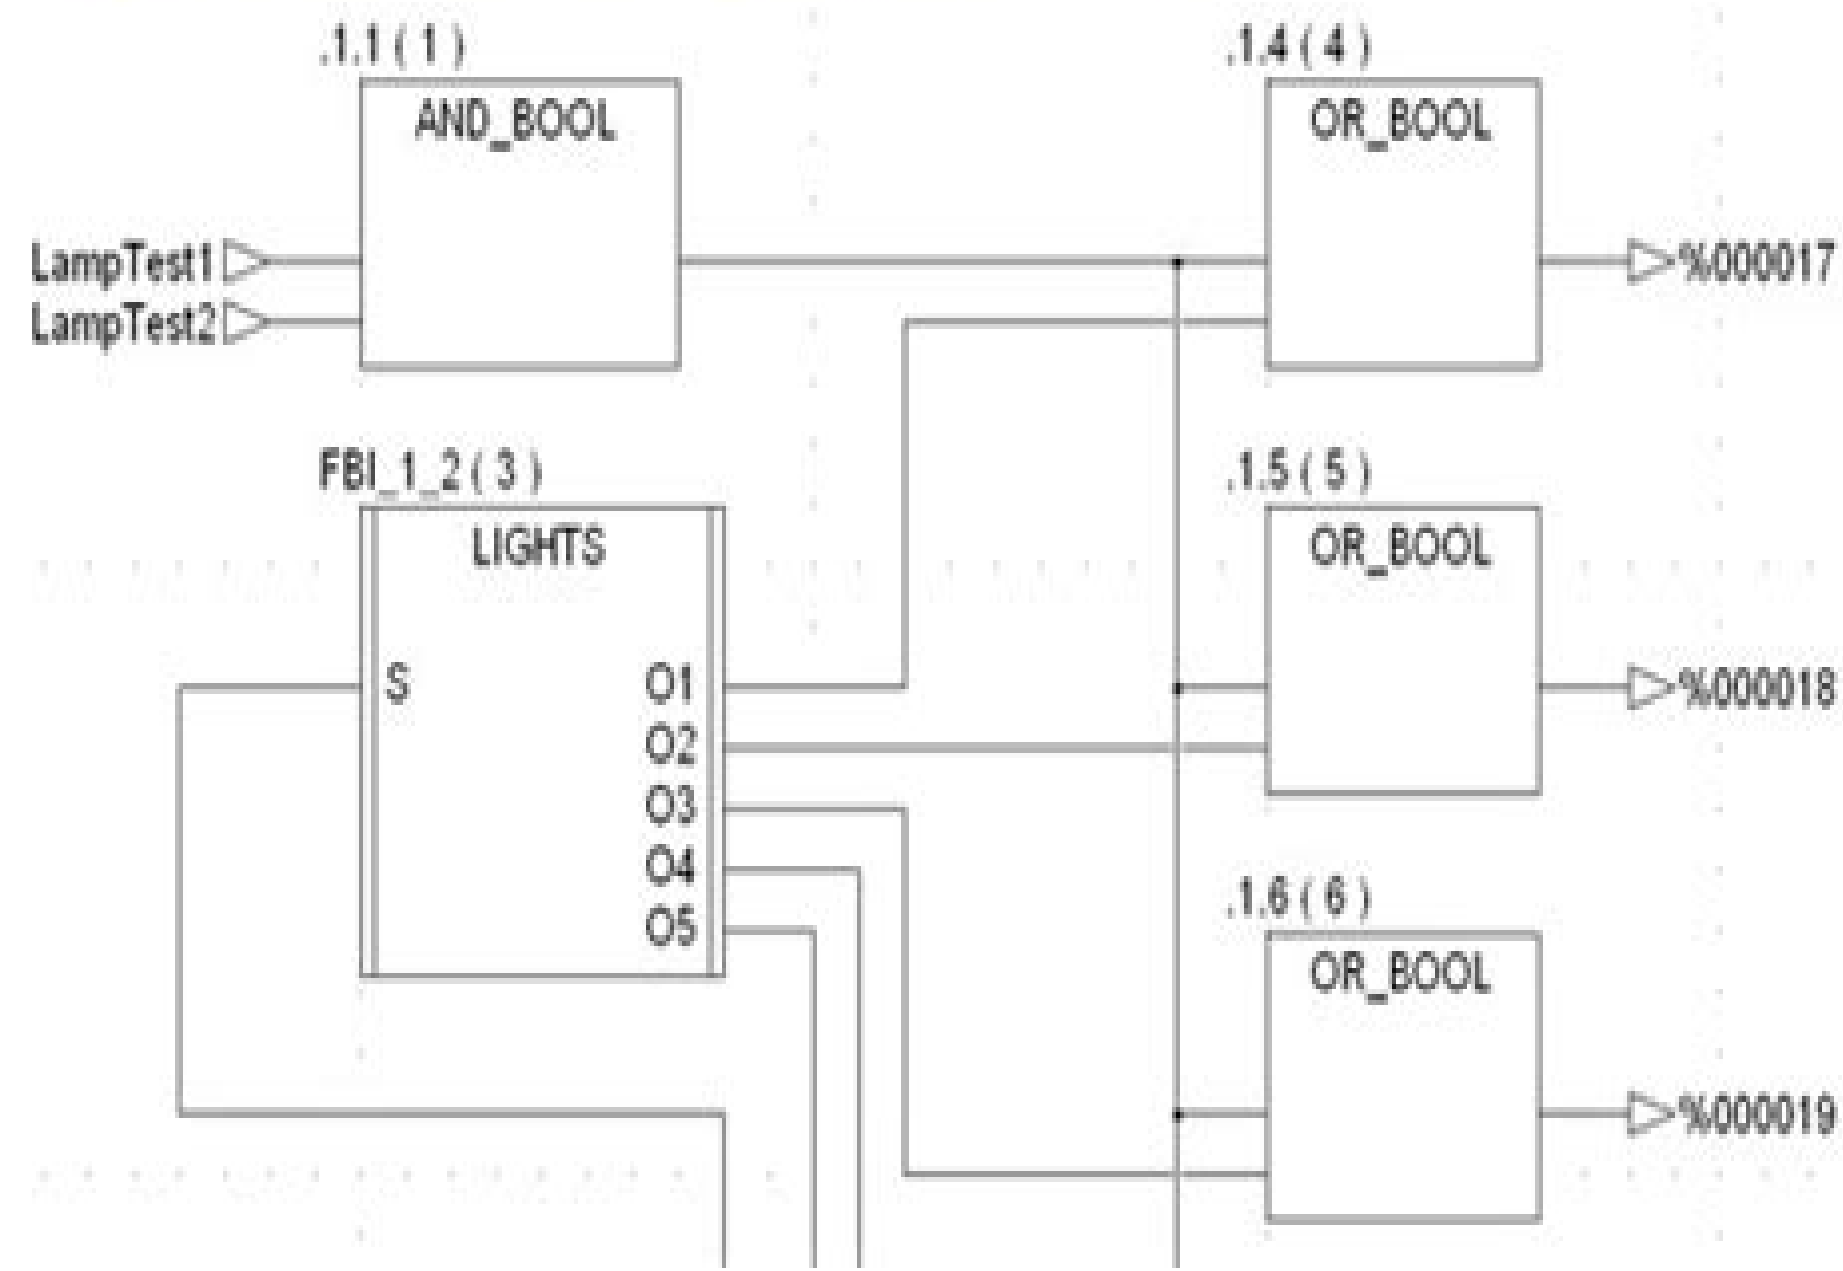 .1.1 ( 1 )
AND_BOOL
LampTest1
LampTest2
.1.4 ( 4 )
OR_BOOL
%000017
FBI_1_2 ( 3 )
LIGHTS
S
O1
O2
O3
O4
O5
.1.5 ( 5 )
OR_BOOL
%000018
.1.6 ( 6 )
OR_BOOL
%000019